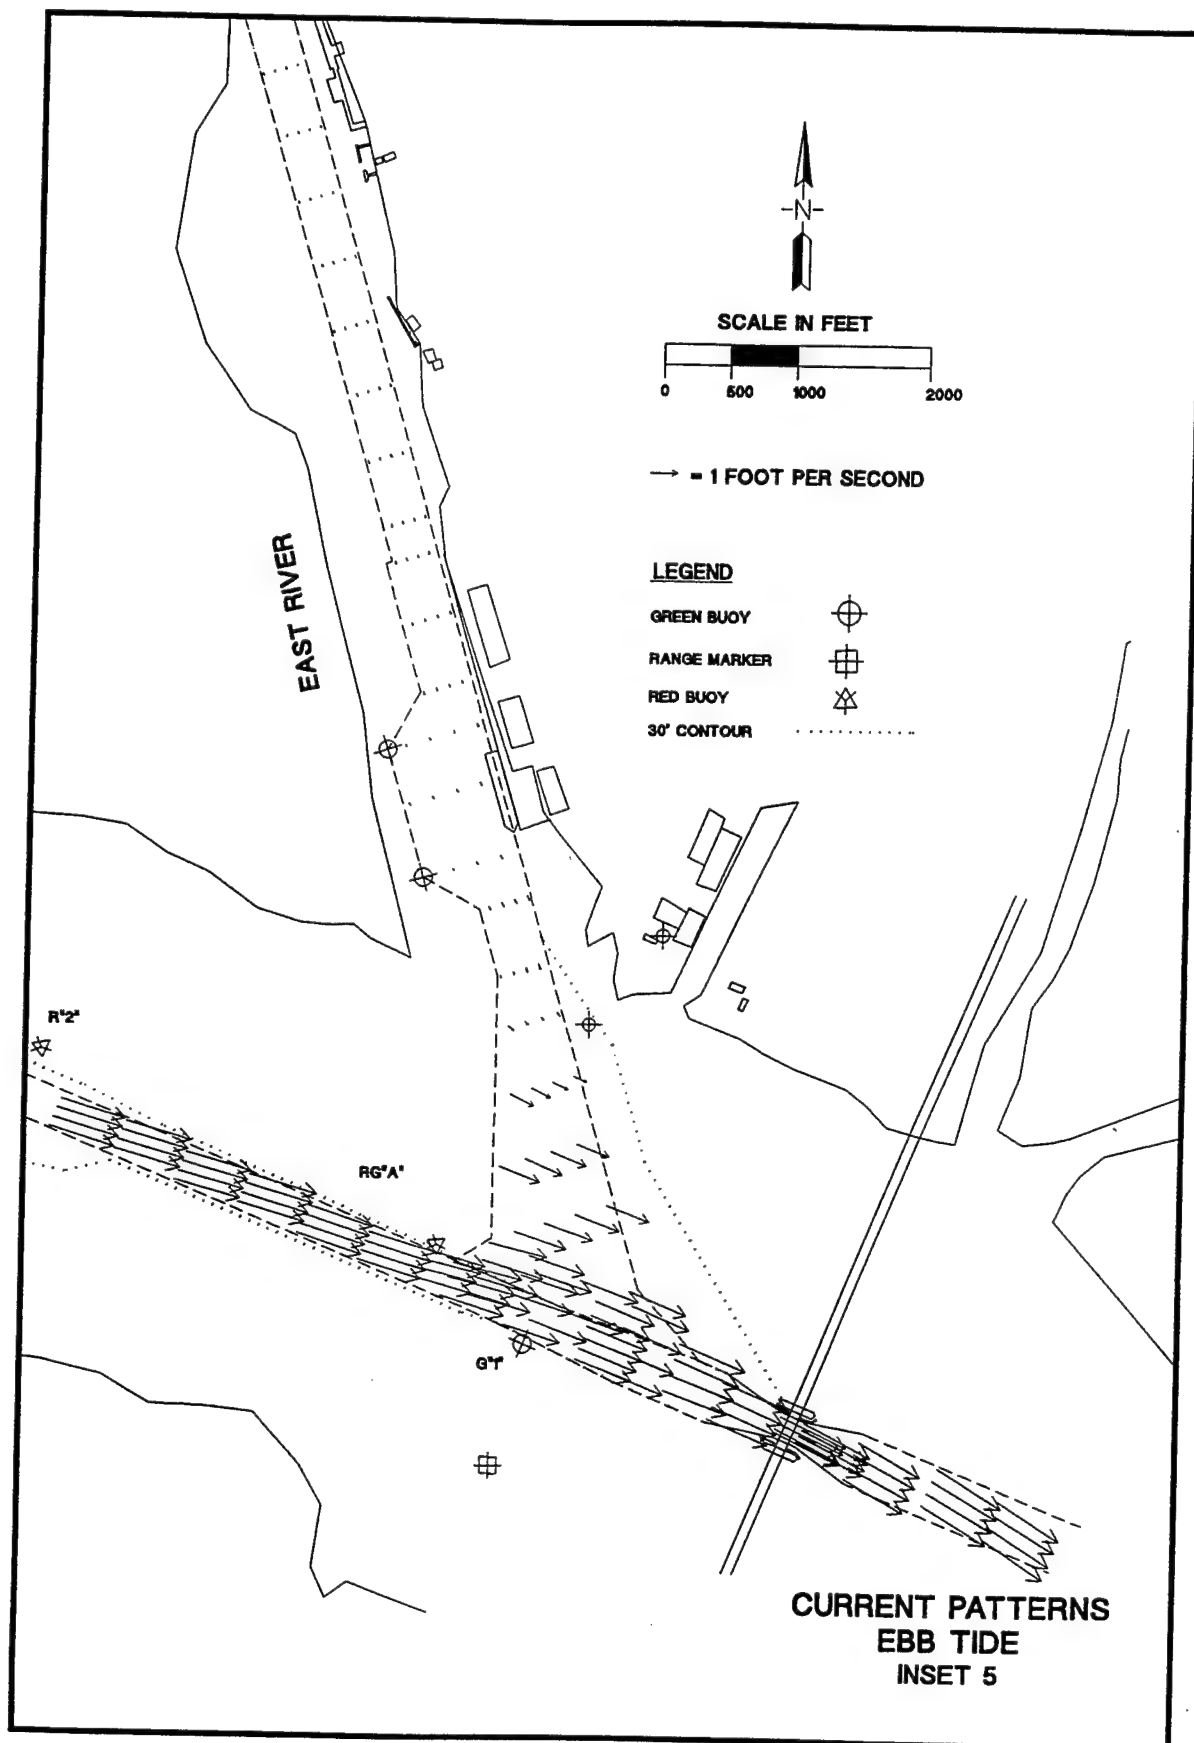 N
SCALE IN FEET
0 500 1000 2000
= 1 FOOT PER SECOND
LEGEND
GREEN BUOY
RANGE MARKER
RED BUOY
30' CONTOUR
EAST RIVER
R"2"
RG"A"
G"1"
CURRENT PATTERNS
EBB TIDE
INSET 5